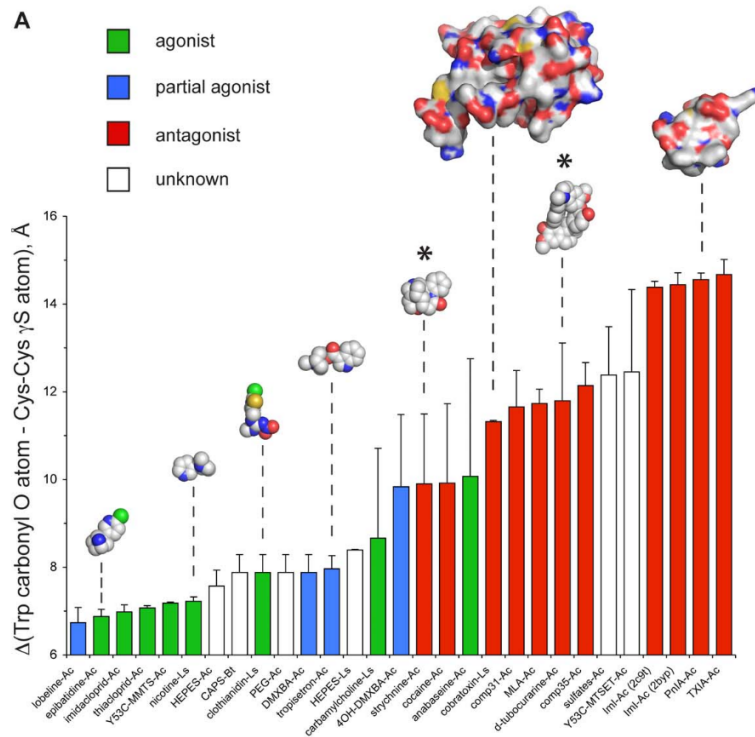 A
agonist
partial agonist
antagonist
unknown
*
*
Δ(Trp carbonyl O atom - Cys-Cys γS atom), Å
16
14
12
10
8
6
lobeline-Ac
epibatidine-Ac
imidacloprid-Ac
thiacloprid-Ac
Y53C-MMTS-Ac
nicotine-Ls
HEPES-Ac
CAPS-Bt
clothianidin-Ls
PEG-Ac
DMXBA-Ac
tropisetron-Ac
HEPES-Ls
carbamylcholine-Ls
4OH-DMXBA-Ac
strychnine-Ac
cocaine-Ac
anabaseine-Ac
cobratoxin-Ls
comp31-Ac
MLA-Ac
d-tubocurarine-Ac
comp35-Ac
sulfates-Ac
Y53C-MTSET-Ac
ImI-Ac (2c9t)
ImI-Ac (2byp)
PnIA-Ac
TXIA-Ac